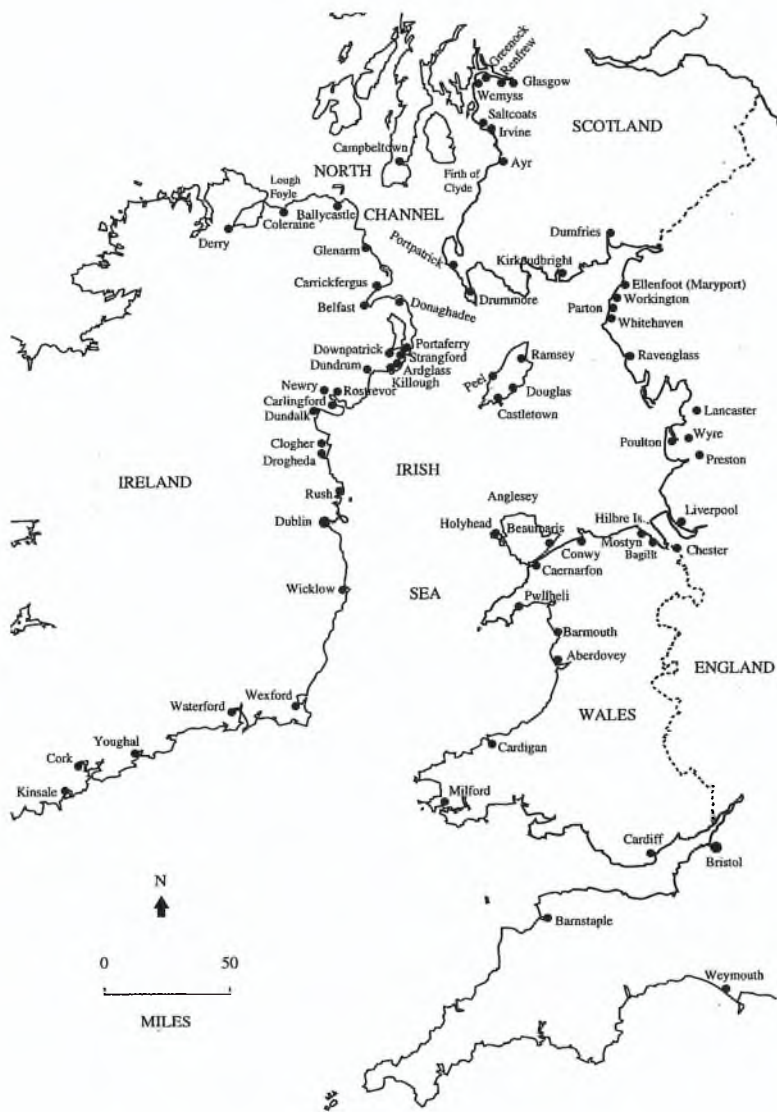 Greenock
Renfrew
Glasgow
Wemyss
Saltcoats
Irvine
SCOTLAND
Campbeltown
NORTH
Firth of
Clyde
Ayr
Lough
Foyle
Ballycastle
CHANNEL
Coleraine
Derry
Dumfries
Glenarm
Portpatrick
Kirkcudbright
Carrickfergus
Drummore
Ellenfoot (Maryport)
Workington
Parton
Whitehaven
Belfast
Donaghadee
Portaferry
Downpatrick
Strangford
Dundrum
Ardglass
Killough
Ramsey
Ravenglass
Peel
Douglas
Castletown
Newry
Rostrevor
Carlingford
Dundalk
Lancaster
Clogher
Drogheda
Poulton
Wyre
Preston
IRELAND
IRISH
Rush
Anglesey
Dublin
Holyhead
Beaumaris
Hilbre Is.
Liverpool
Conwy
Mostyn
Bagillt
Chester
Caernarfon
Wicklow
SEA
Pwllheli
Barmouth
Aberdovey
ENGLAND
Wexford
Waterford
WALES
Youghal
Cork
Cardigan
Kinsale
Milford
Cardiff
Bristol
N
Barnstaple
0 50
MILES
Weymouth